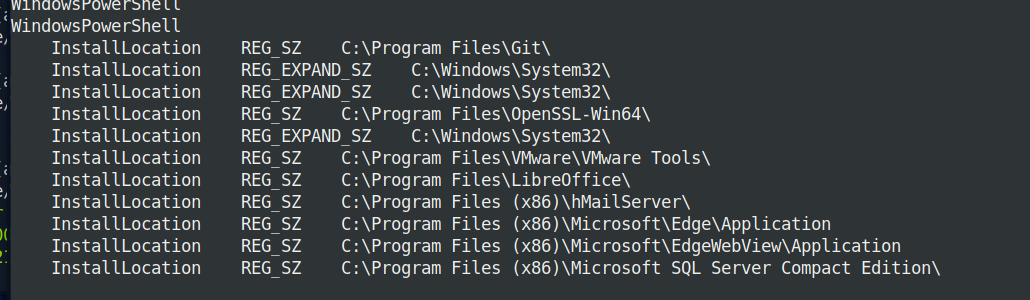 WindowsPowerShell
WindowsPowerShell
    InstallLocation    REG_SZ    C:\Program Files\Git\
    InstallLocation    REG_EXPAND_SZ    C:\Windows\System32\
    InstallLocation    REG_EXPAND_SZ    C:\Windows\System32\
    InstallLocation    REG_SZ    C:\Program Files\OpenSSL-Win64\
    InstallLocation    REG_EXPAND_SZ    C:\Windows\System32\
    InstallLocation    REG_SZ    C:\Program Files\VMware\VMware Tools\
    InstallLocation    REG_SZ    C:\Program Files\LibreOffice\
    InstallLocation    REG_SZ    C:\Program Files (x86)\hMailServer\
    InstallLocation    REG_SZ    C:\Program Files (x86)\Microsoft\Edge\Application
    InstallLocation    REG_SZ    C:\Program Files (x86)\Microsoft\EdgeWebView\Application
    InstallLocation    REG_SZ    C:\Program Files (x86)\Microsoft SQL Server Compact Edition\